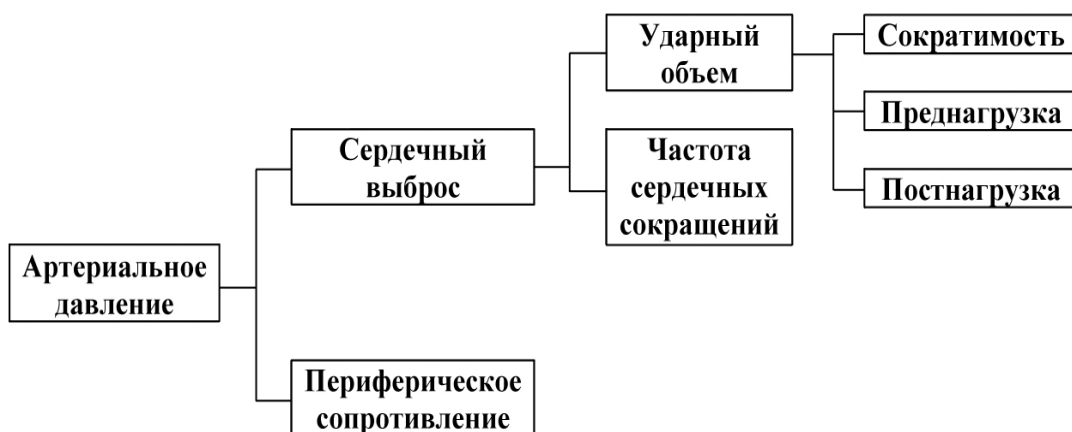 Артериальное
давление
Сердечный
выброс
Периферическое
сопротивление
Ударный
объем
Частота
сердечных
сокращений
Сократимость
Преднагрузка
Постнагрузка